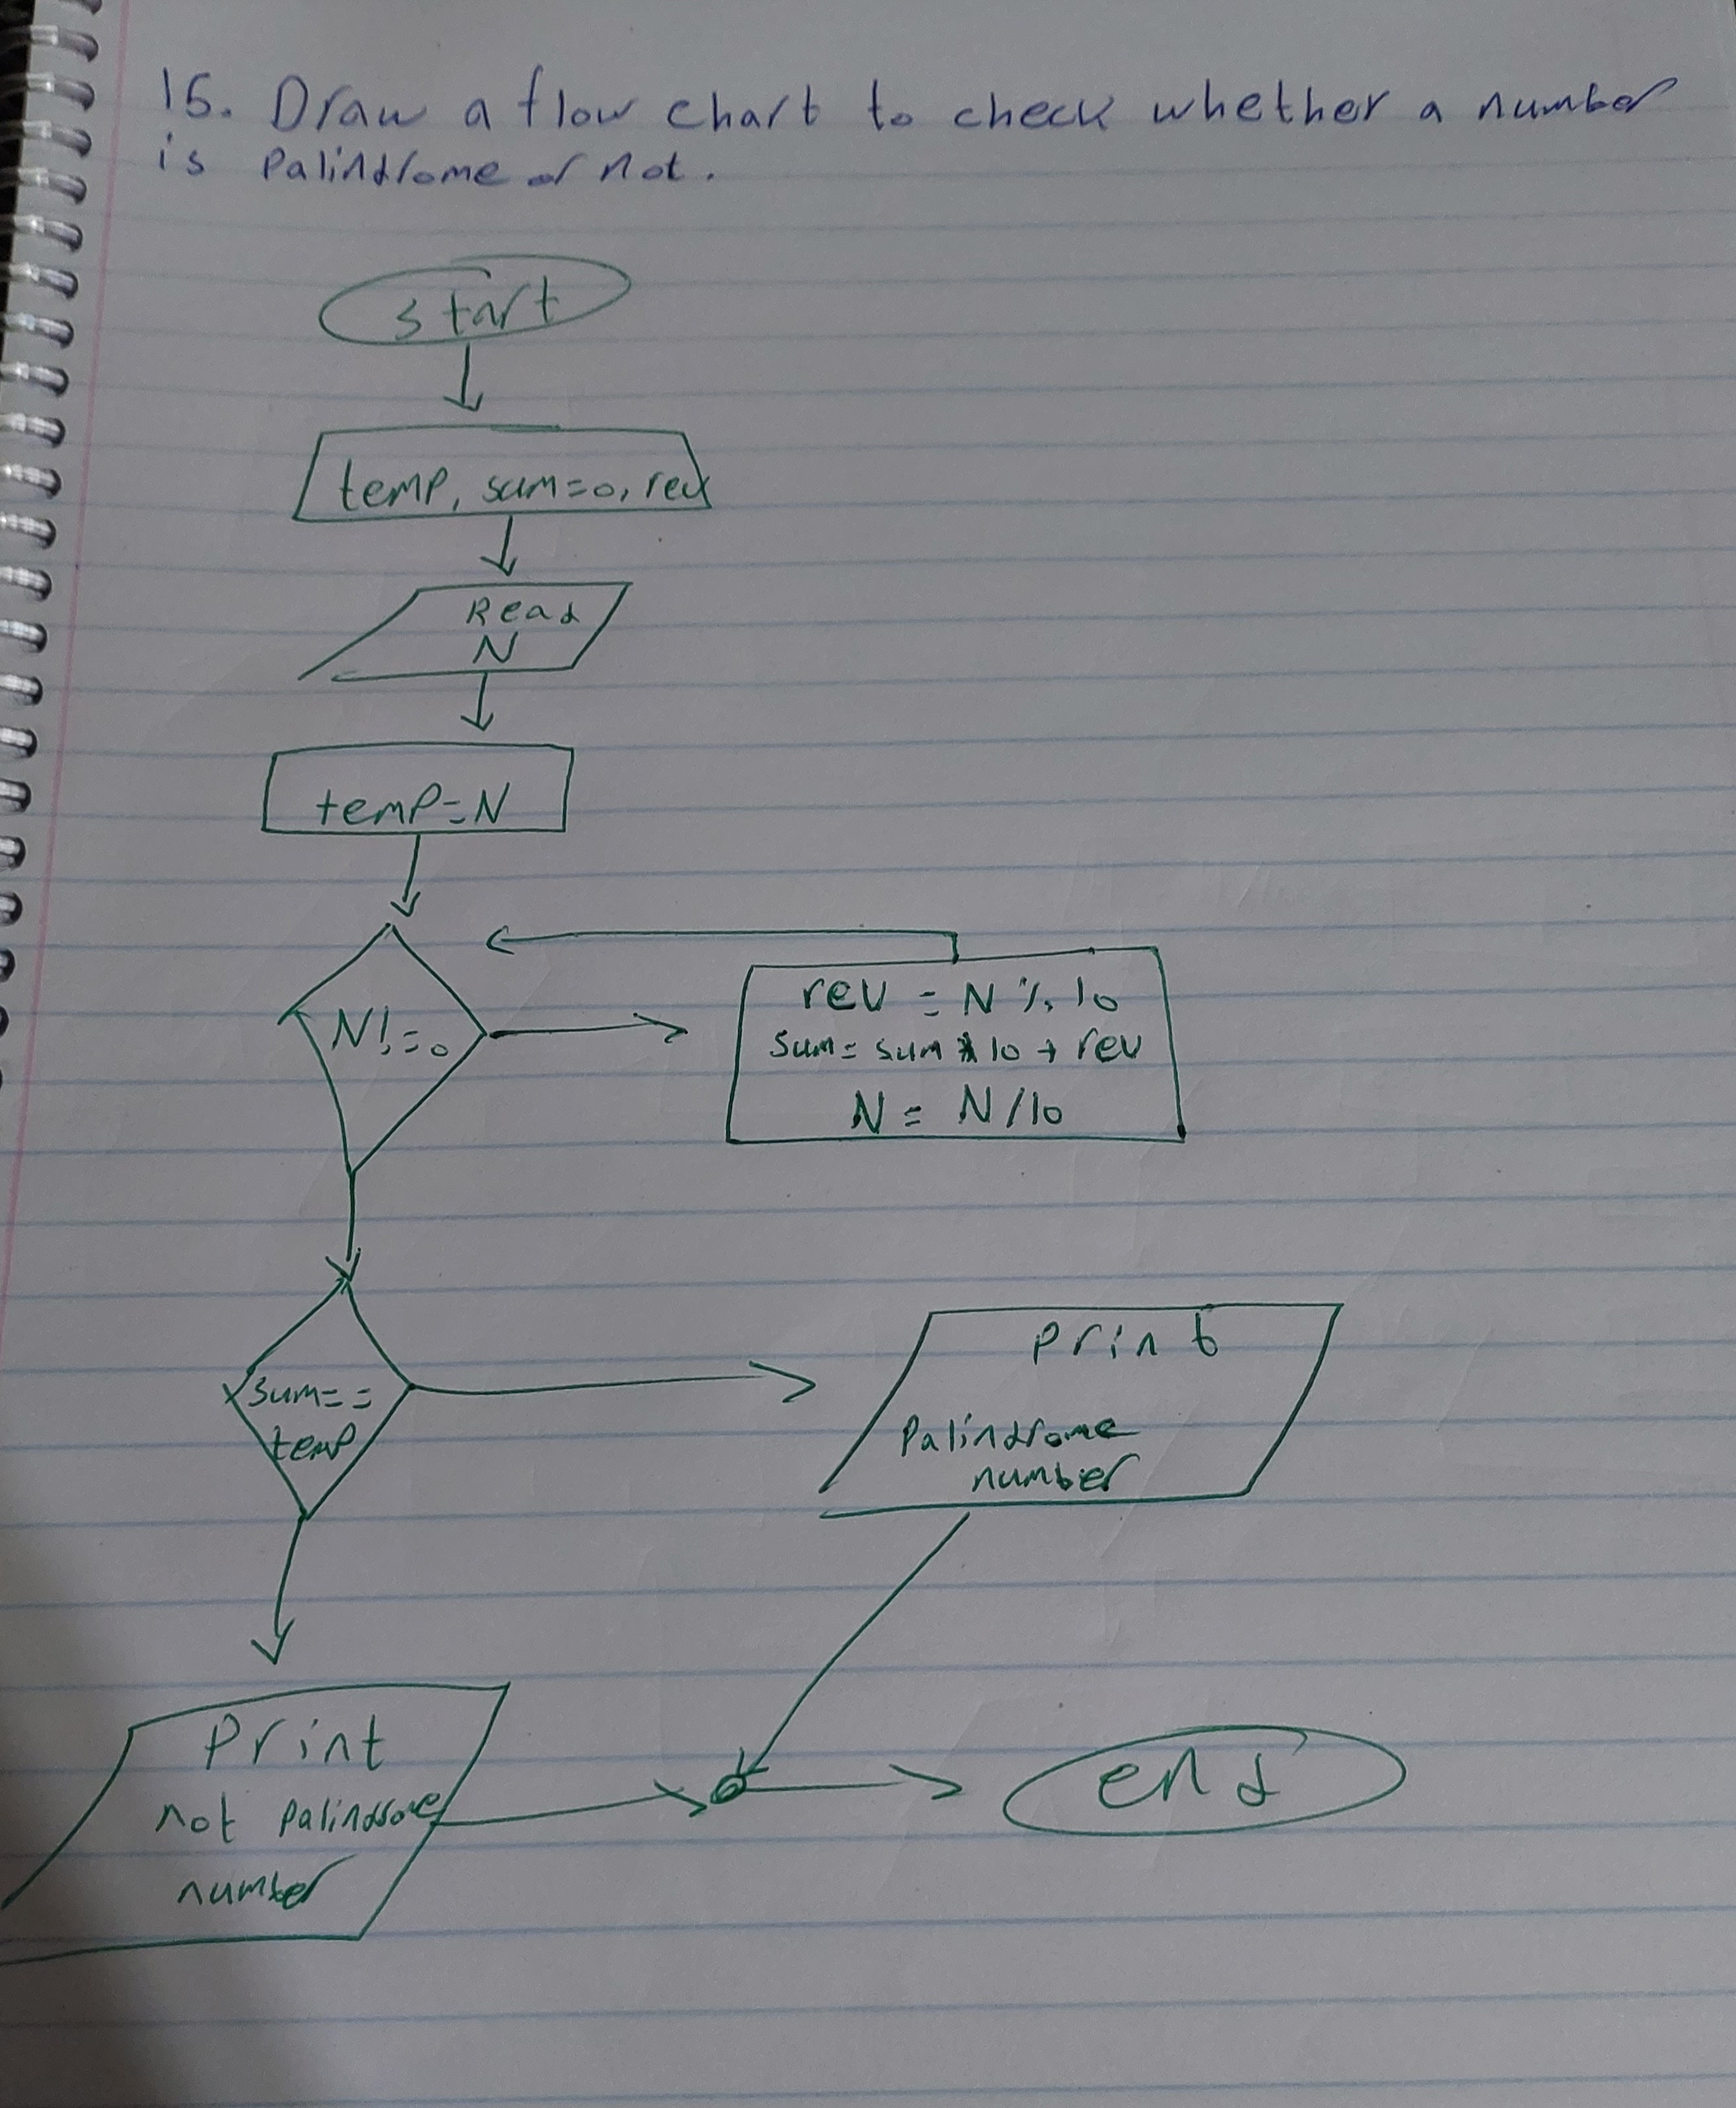 15. Draw a flow chart to check whether a number
is Palindrome or not.
start
temp, sum=0, rev
Read
N
temp=N
N!=0
rev = N % 10
sum = sum * 10 + rev
N = N/10
sum==
temp
print
Palindrome
number
Print
not Palindrome
number
end